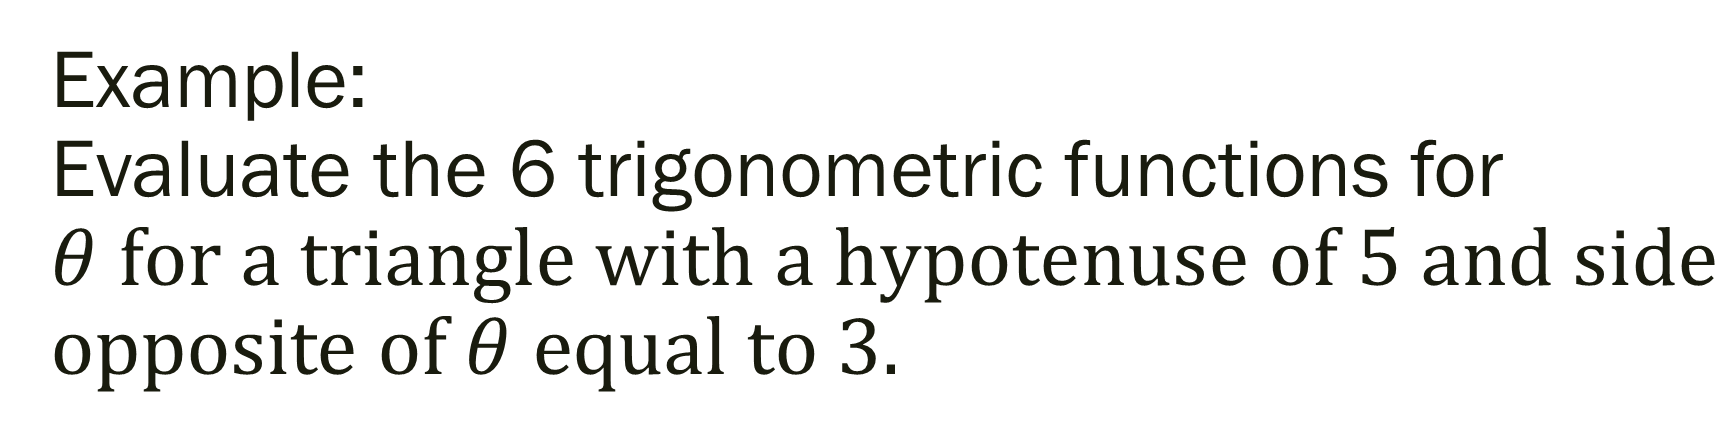 Example:
Evaluate the 6 trigonometric functions for
θ for a triangle with a hypotenuse of 5 and side
opposite of θ equal to 3.